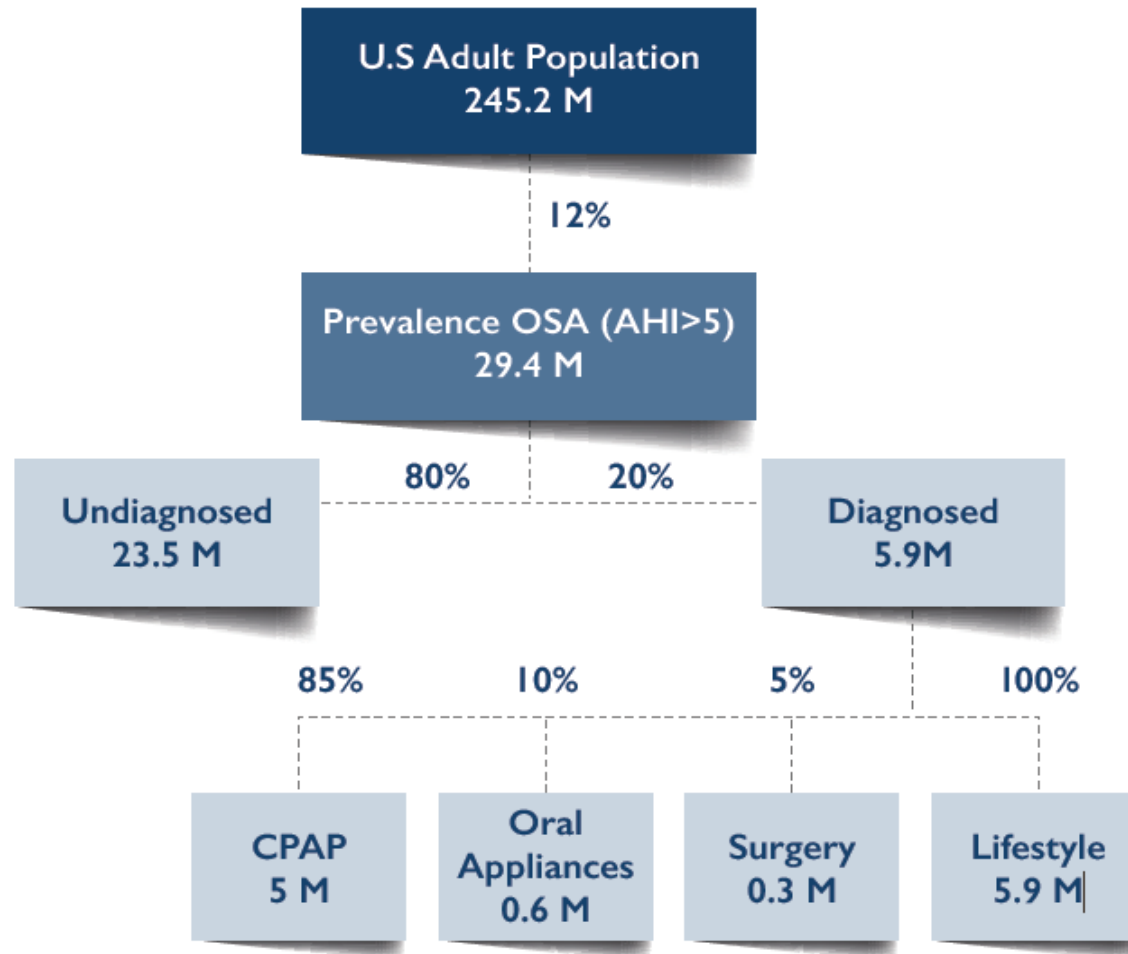 U.S Adult Population
245.2 M
12%
Prevalence OSA (AHI>5)
29.4 M
80%
20%
Undiagnosed
23.5 M
Diagnosed
5.9M
85%
10%
5%
100%
CPAP
5 M
Oral
Appliances
0.6 M
Surgery
0.3 M
Lifestyle
5.9 M